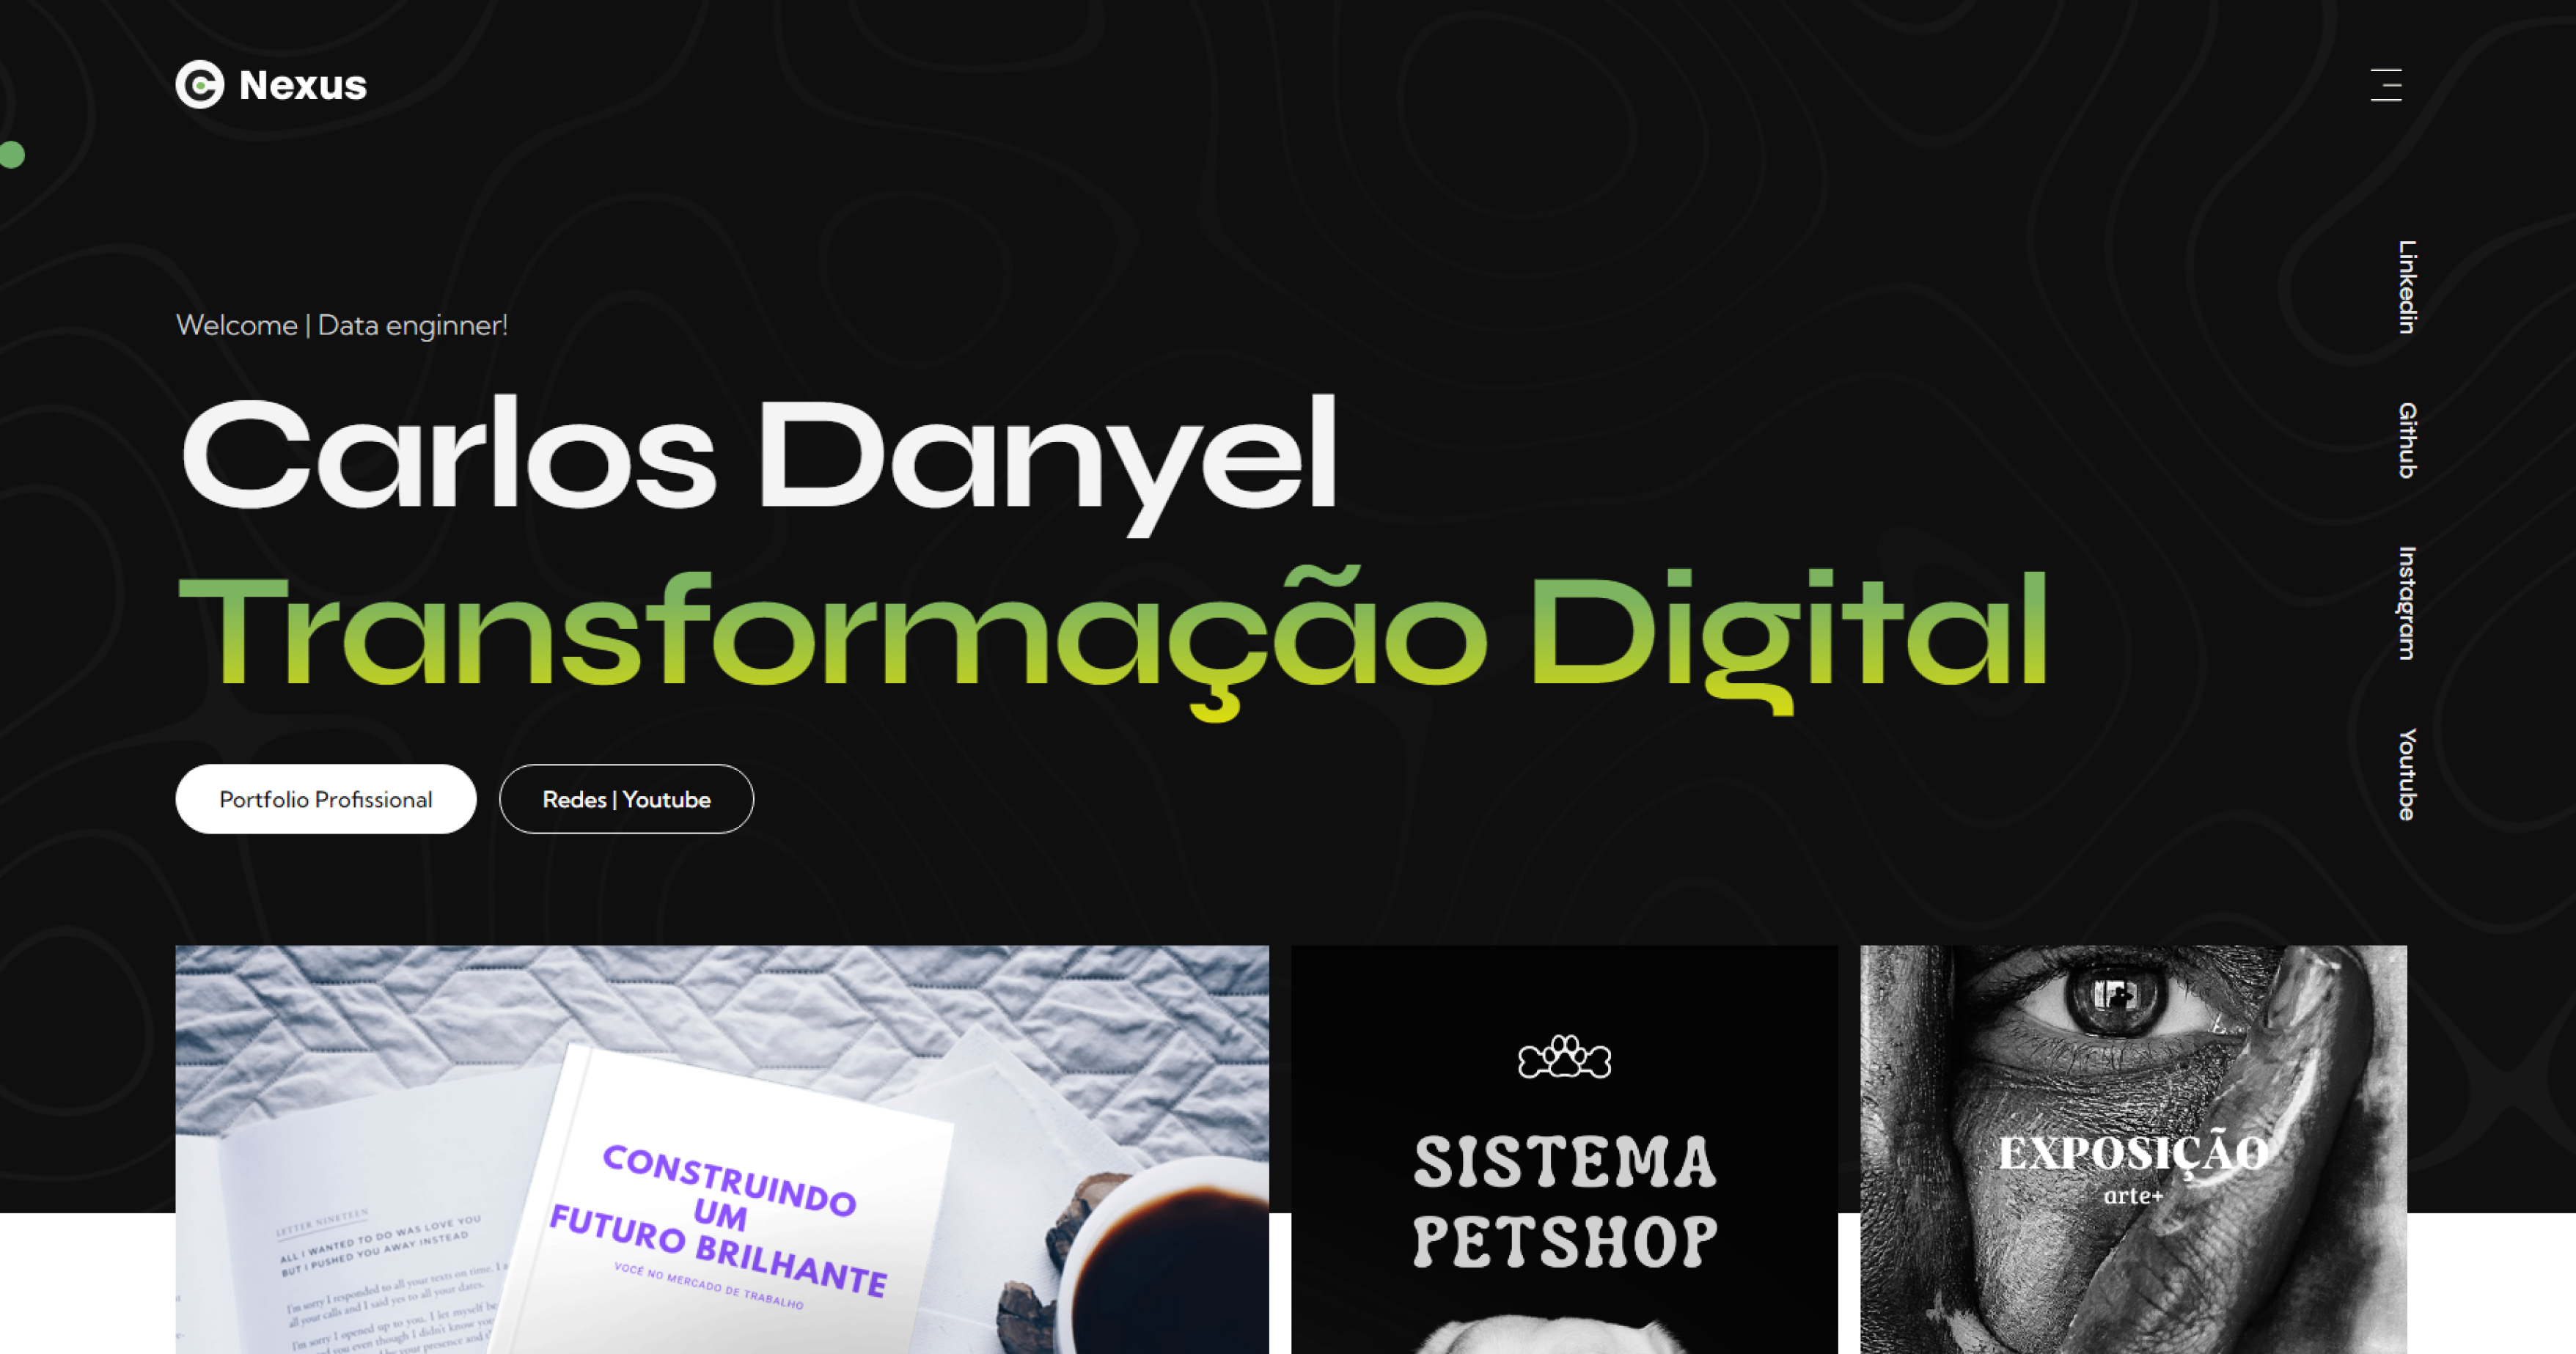 Nexus
Welcome | Data enginner!
Carlos Danyel
Transformação Digital
Portfolio Profissional
Redes | Youtube
Linkedin
Github
Instagram
Youtube
LETTER NINETEEN
ALL I WANTED TO DO WAS LOVE YOU
BUT I PUSHED YOU AWAY INSTEAD
I'm sorry I responded to all your texts on time. I
all your calls and I said yes to all your dates.
I'm sorry I opened up to you. I let myself be
you even though I didn't know you
by your presence and
CONSTRUINDO
UM
FUTURO BRILHANTE
VOCÊ NO MERCADO DE TRABALHO
SISTEMA
PETSHOP
EXPOSIÇÃO
arte+